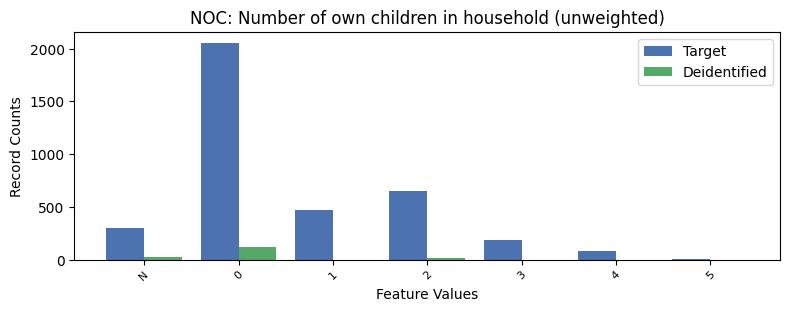 NOC: Number of own children in household (unweighted)
Target
Deidentified
Record Counts
2000
1500
1000
500
0
N 0 1 2 3 4 5
Feature Values